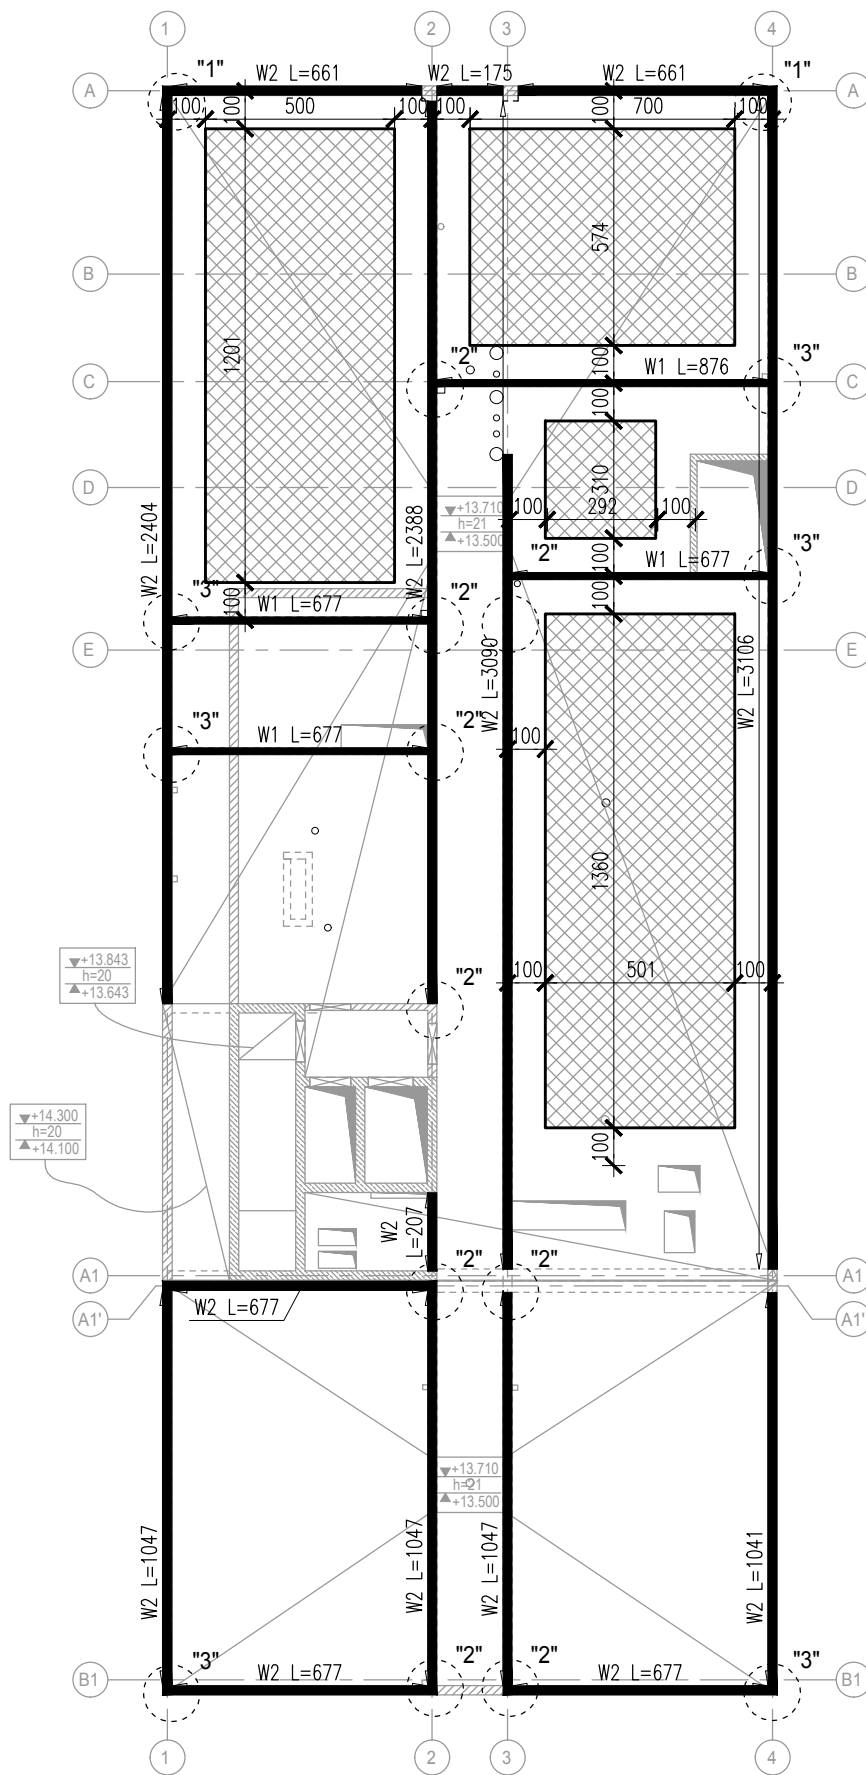 1
2
3
4
A
"1"
W2 L=661
W2 L=175
W2 L=661
"1"
A
100
500
100
100
700
100
100
100
574
B
B
1201
100
"2"
W1 L=876
"3"
C
C
100
D
310
D
+13.710
h=21
+13.500
100
292
100
W2 L=2404
W2 L=2388
"2"
100
W1 L=677
"3"
"3"
100
W1 L=677
"2"
100
E
W2 L=3090
W2 L=3106
E
"3"
W1 L=677
"2"
100
1360
+13.843
h=20
+13.643
"2"
100
501
100
+14.300
h=20
+14.100
100
W2
L=207
A1
"2"
"2"
A1
A1'
W2 L=677
A1'
+13.710
h=21
+13.500
W2 L=1047
W2 L=1047
W2 L=1047
W2 L=1041
B1
"3"
W2 L=677
"2"
"2"
W2 L=677
"3"
B1
1
2
3
4